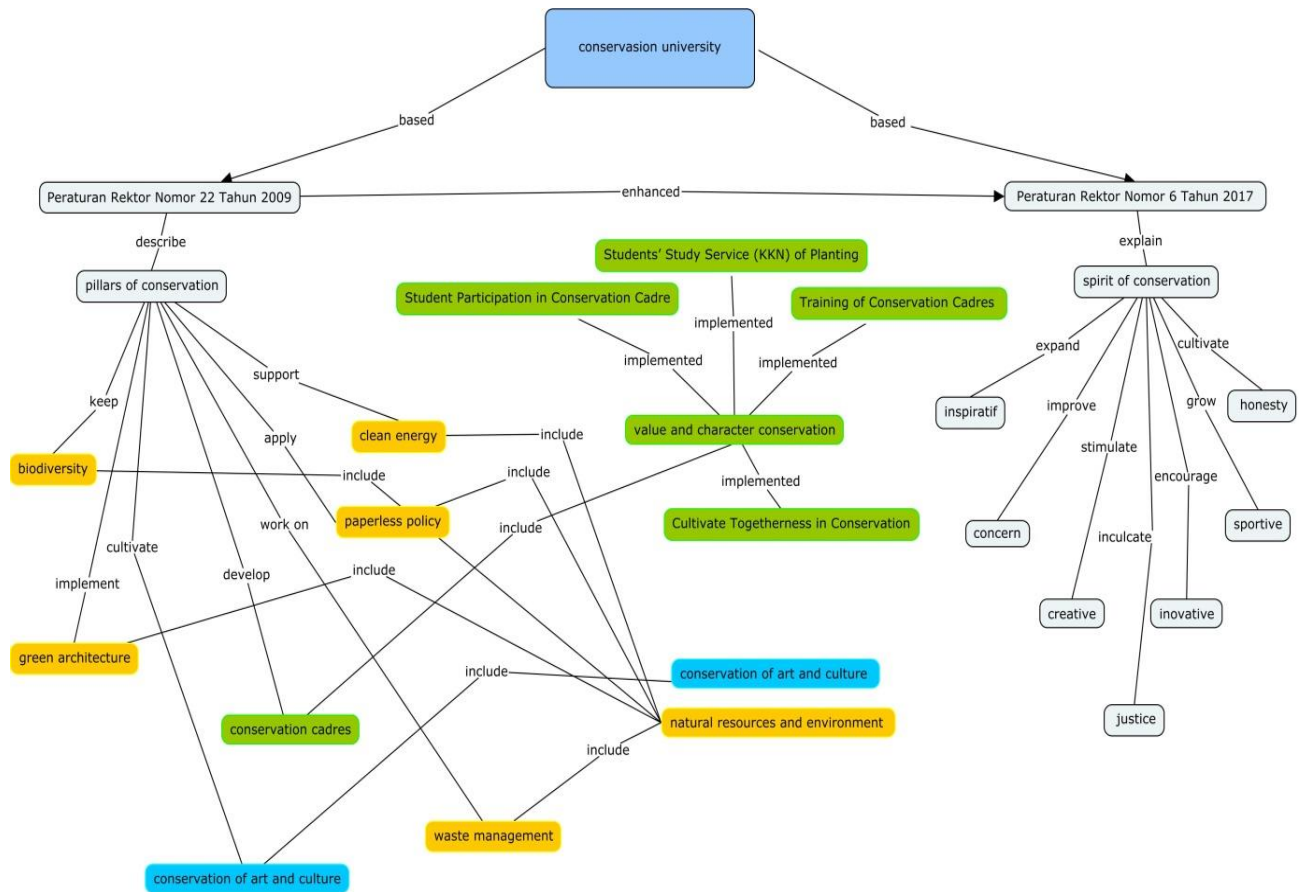 conservasion university
based
based
Peraturan Rektor Nomor 22 Tahun 2009
enhanced
Peraturan Rektor Nomor 6 Tahun 2017
describe
explain
Students' Study Service (KKN) of Planting
pillars of conservation
spirit of conservation
Student Participation in Conservation Cadre
Training of Conservation Cadres
implemented
cultivate
expand
implemented
implemented
support
keep
inspiratif
improve
grow
honesty
clean energy
include
value and character conservation
apply
stimulate
biodiversity
include
include
implemented
encourage
paperless policy
work on
include
Cultivate Togetherness in Conservation
concern
sportive
cultivate
inculcate
implement
develop
include
creative
inovative
green architecture
include
conservation of art and culture
justice
conservation cadres
natural resources and environment
include
waste management
conservation of art and culture